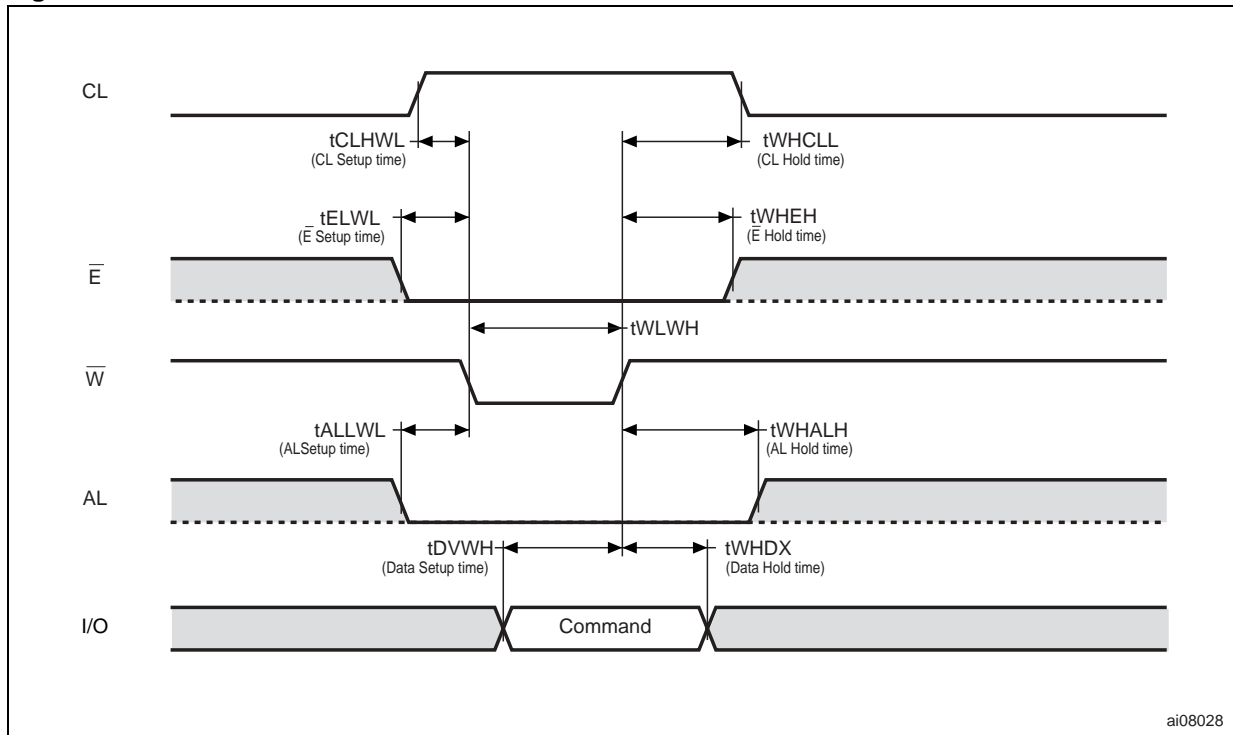 CL
tCLHWL
(CL Setup time)
tWHCLL
(CL Hold time)
tELWL
(E̅ Setup time)
tWHEH
(E̅ Hold time)
E̅
tWLWH
W̅
tALLWL
(ALSetup time)
tWHALH
(AL Hold time)
AL
tDVWH
(Data Setup time)
tWHDX
(Data Hold time)
I/O
Command
ai08028